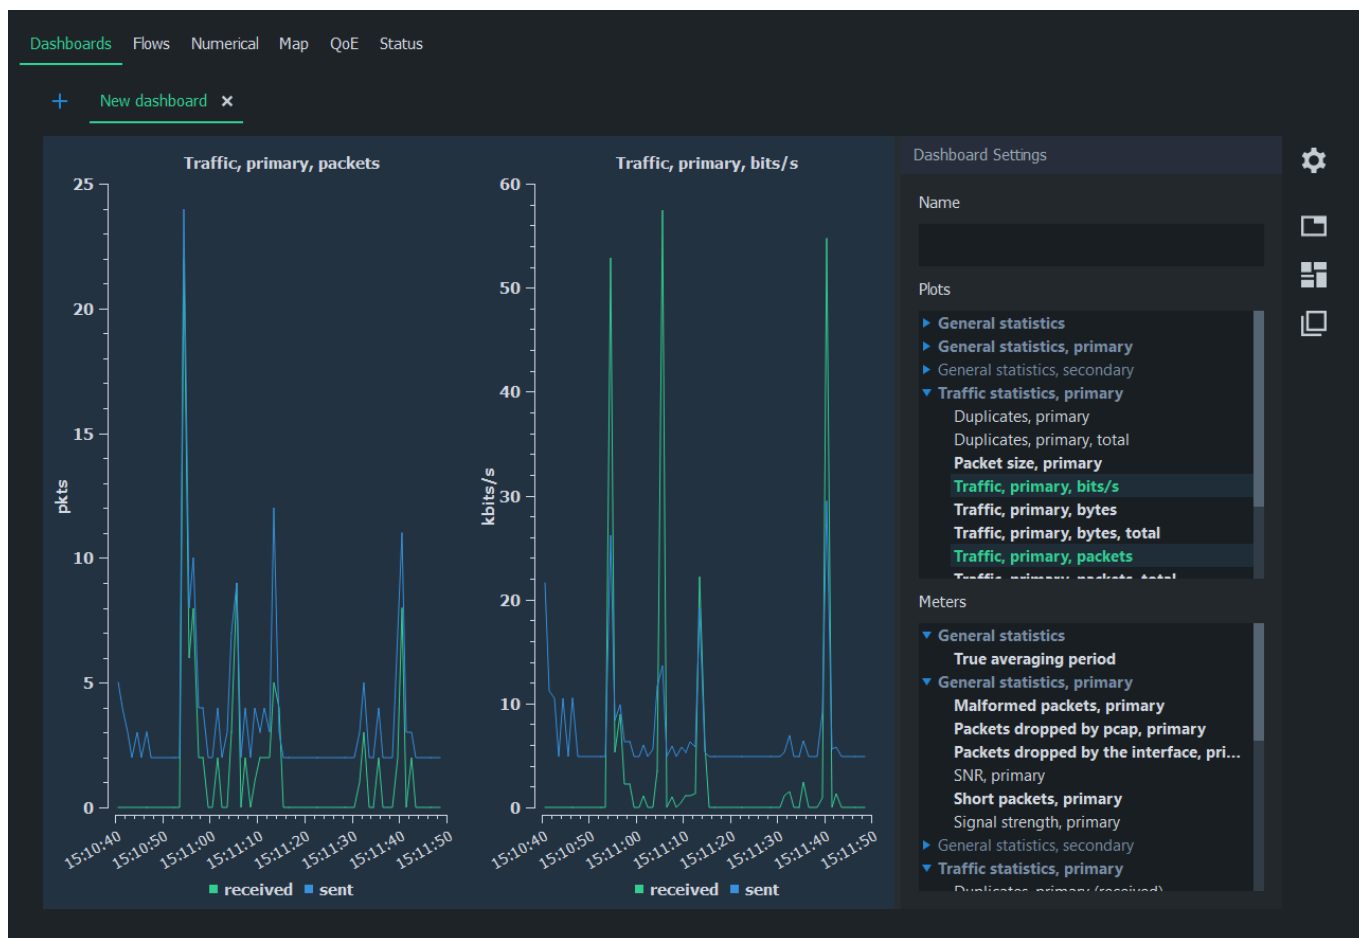 Dashboards Flows Numerical Map QoE Status
+ New dashboard ×
Traffic, primary, packets
25
20
15
10
5
0
pkts
15:10:40 15:10:50 15:11:00 15:11:10 15:11:20 15:11:30 15:11:40 15:11:50
received sent
Traffic, primary, bits/s
60
50
40
30
20
10
0
kbits/s
15:10:40 15:10:50 15:11:00 15:11:10 15:11:20 15:11:30 15:11:40 15:11:50
received sent
Dashboard Settings
Name
Plots
General statistics
General statistics, primary
General statistics, secondary
Traffic statistics, primary
Duplicates, primary
Duplicates, primary, total
Packet size, primary
Traffic, primary, bits/s
Traffic, primary, bytes
Traffic, primary, bytes, total
Traffic, primary, packets
Traffic, primary, packets, total
Meters
General statistics
True averaging period
General statistics, primary
Malformed packets, primary
Packets dropped by pcap, primary
Packets dropped by the interface, pri...
SNR, primary
Short packets, primary
Signal strength, primary
General statistics, secondary
Traffic statistics, primary
Duplicates, primary (received)